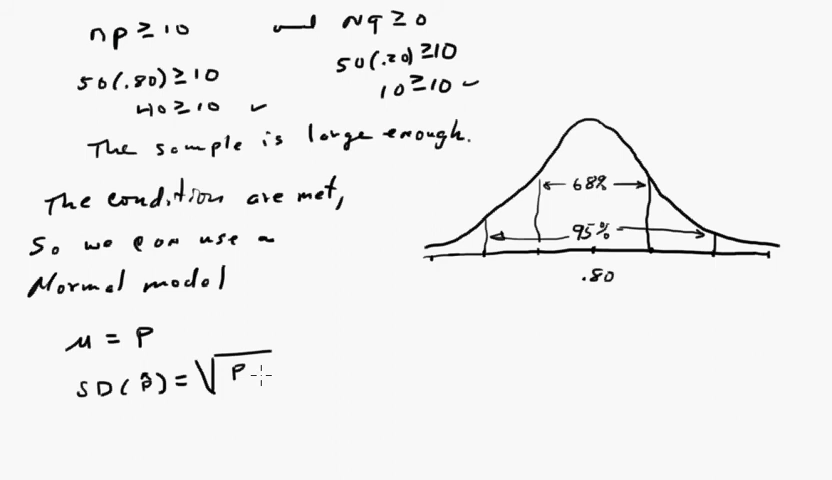 np ≥ 10 and nq ≥ 0
50(.80) ≥ 10
50(.20) ≥ 10
40 ≥ 10 ✓
10 ≥ 10 ✓
The sample is large enough.
The condition are met,
So we can use a
Normal model
μ = P
SD(p̂) = √P
68%
95%
.80